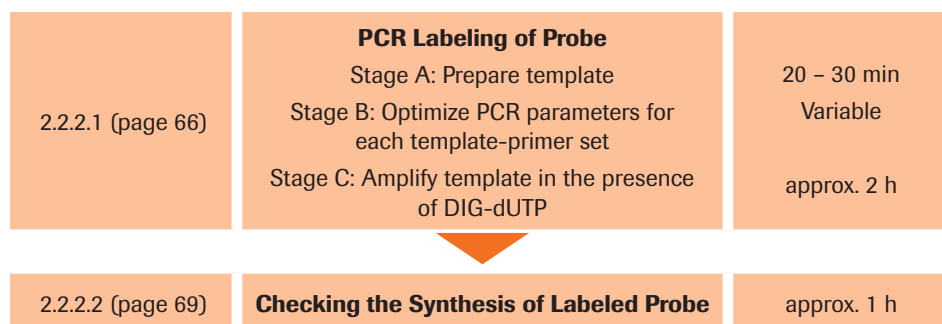 2.2.2.1 (page 66)
PCR Labeling of Probe
Stage A: Prepare template
Stage B: Optimize PCR parameters for
each template-primer set
Stage C: Amplify template in the presence
of DIG-dUTP
20 – 30 min
Variable
approx. 2 h
2.2.2.2 (page 69)
Checking the Synthesis of Labeled Probe
approx. 1 h